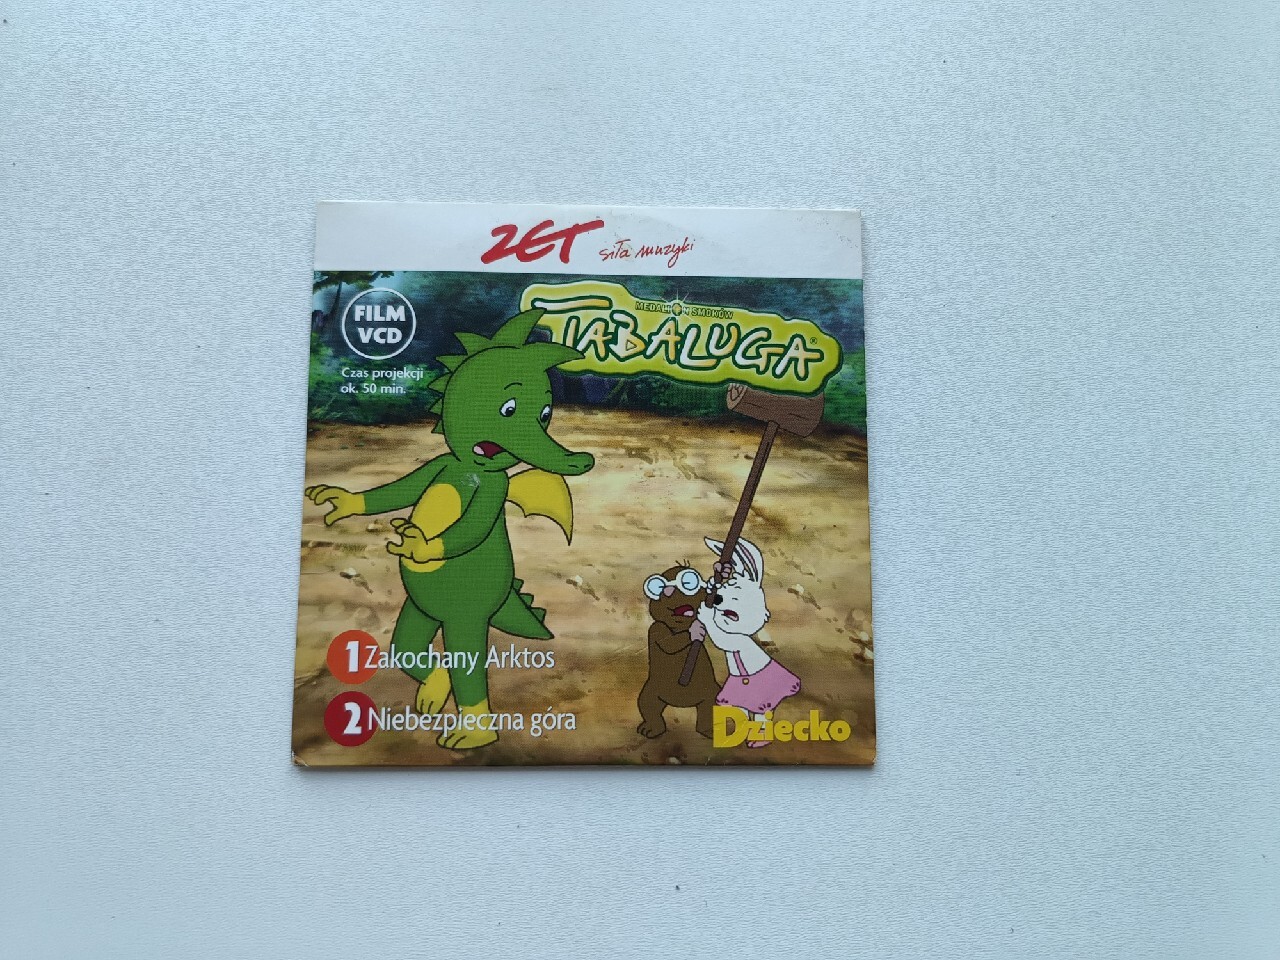 ZET siła muzyki
FILM
VCD
Czas projekcji
ok. 50 min.
MEDALION SMOKÓW
TABALUGA®
1 Zakochany Arktos
2 Niebezpieczna góra
Dziecko